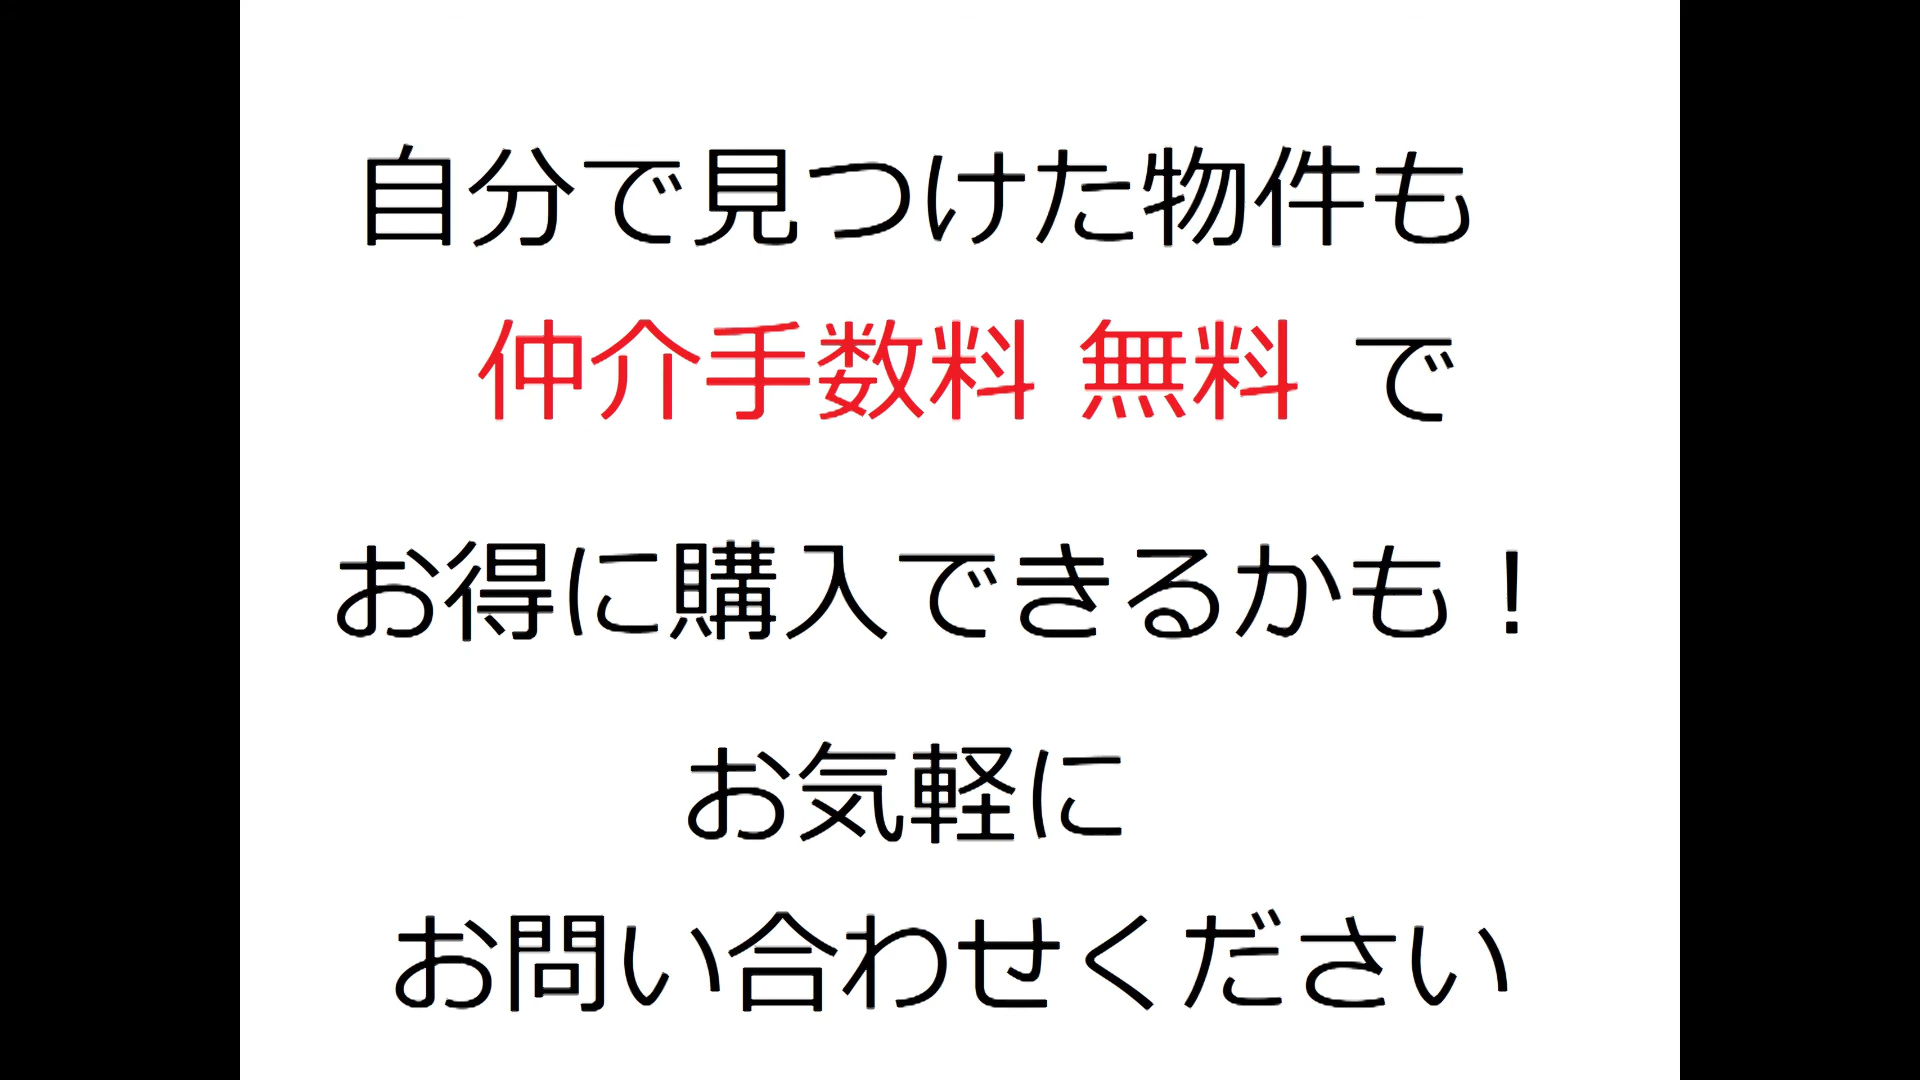 自分で見つけた物件も
仲介手数料 無料 で
お得に購入できるかも！
お気軽に
お問い合わせください